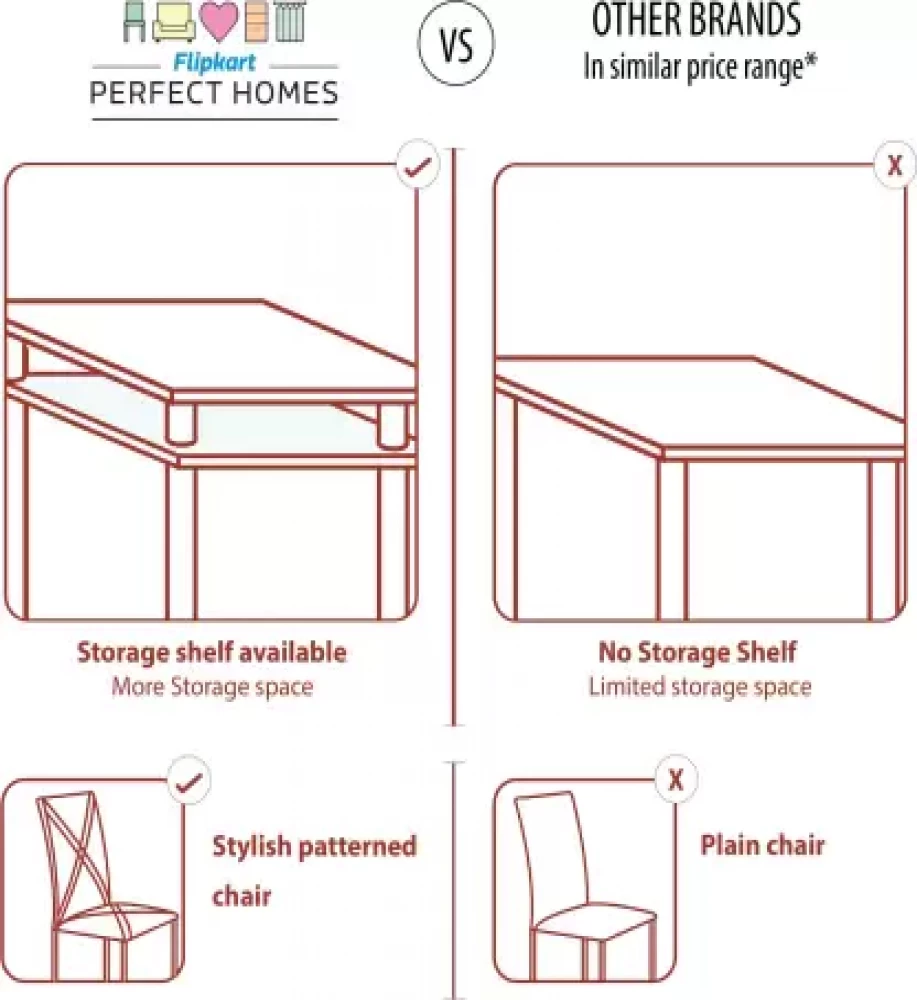 Flipkart
PERFECT HOMES
VS
OTHER BRANDS
In similar price range*
X
Storage shelf available
More Storage space
No Storage Shelf
Limited storage space
X
Stylish patterned
chair
Plain chair